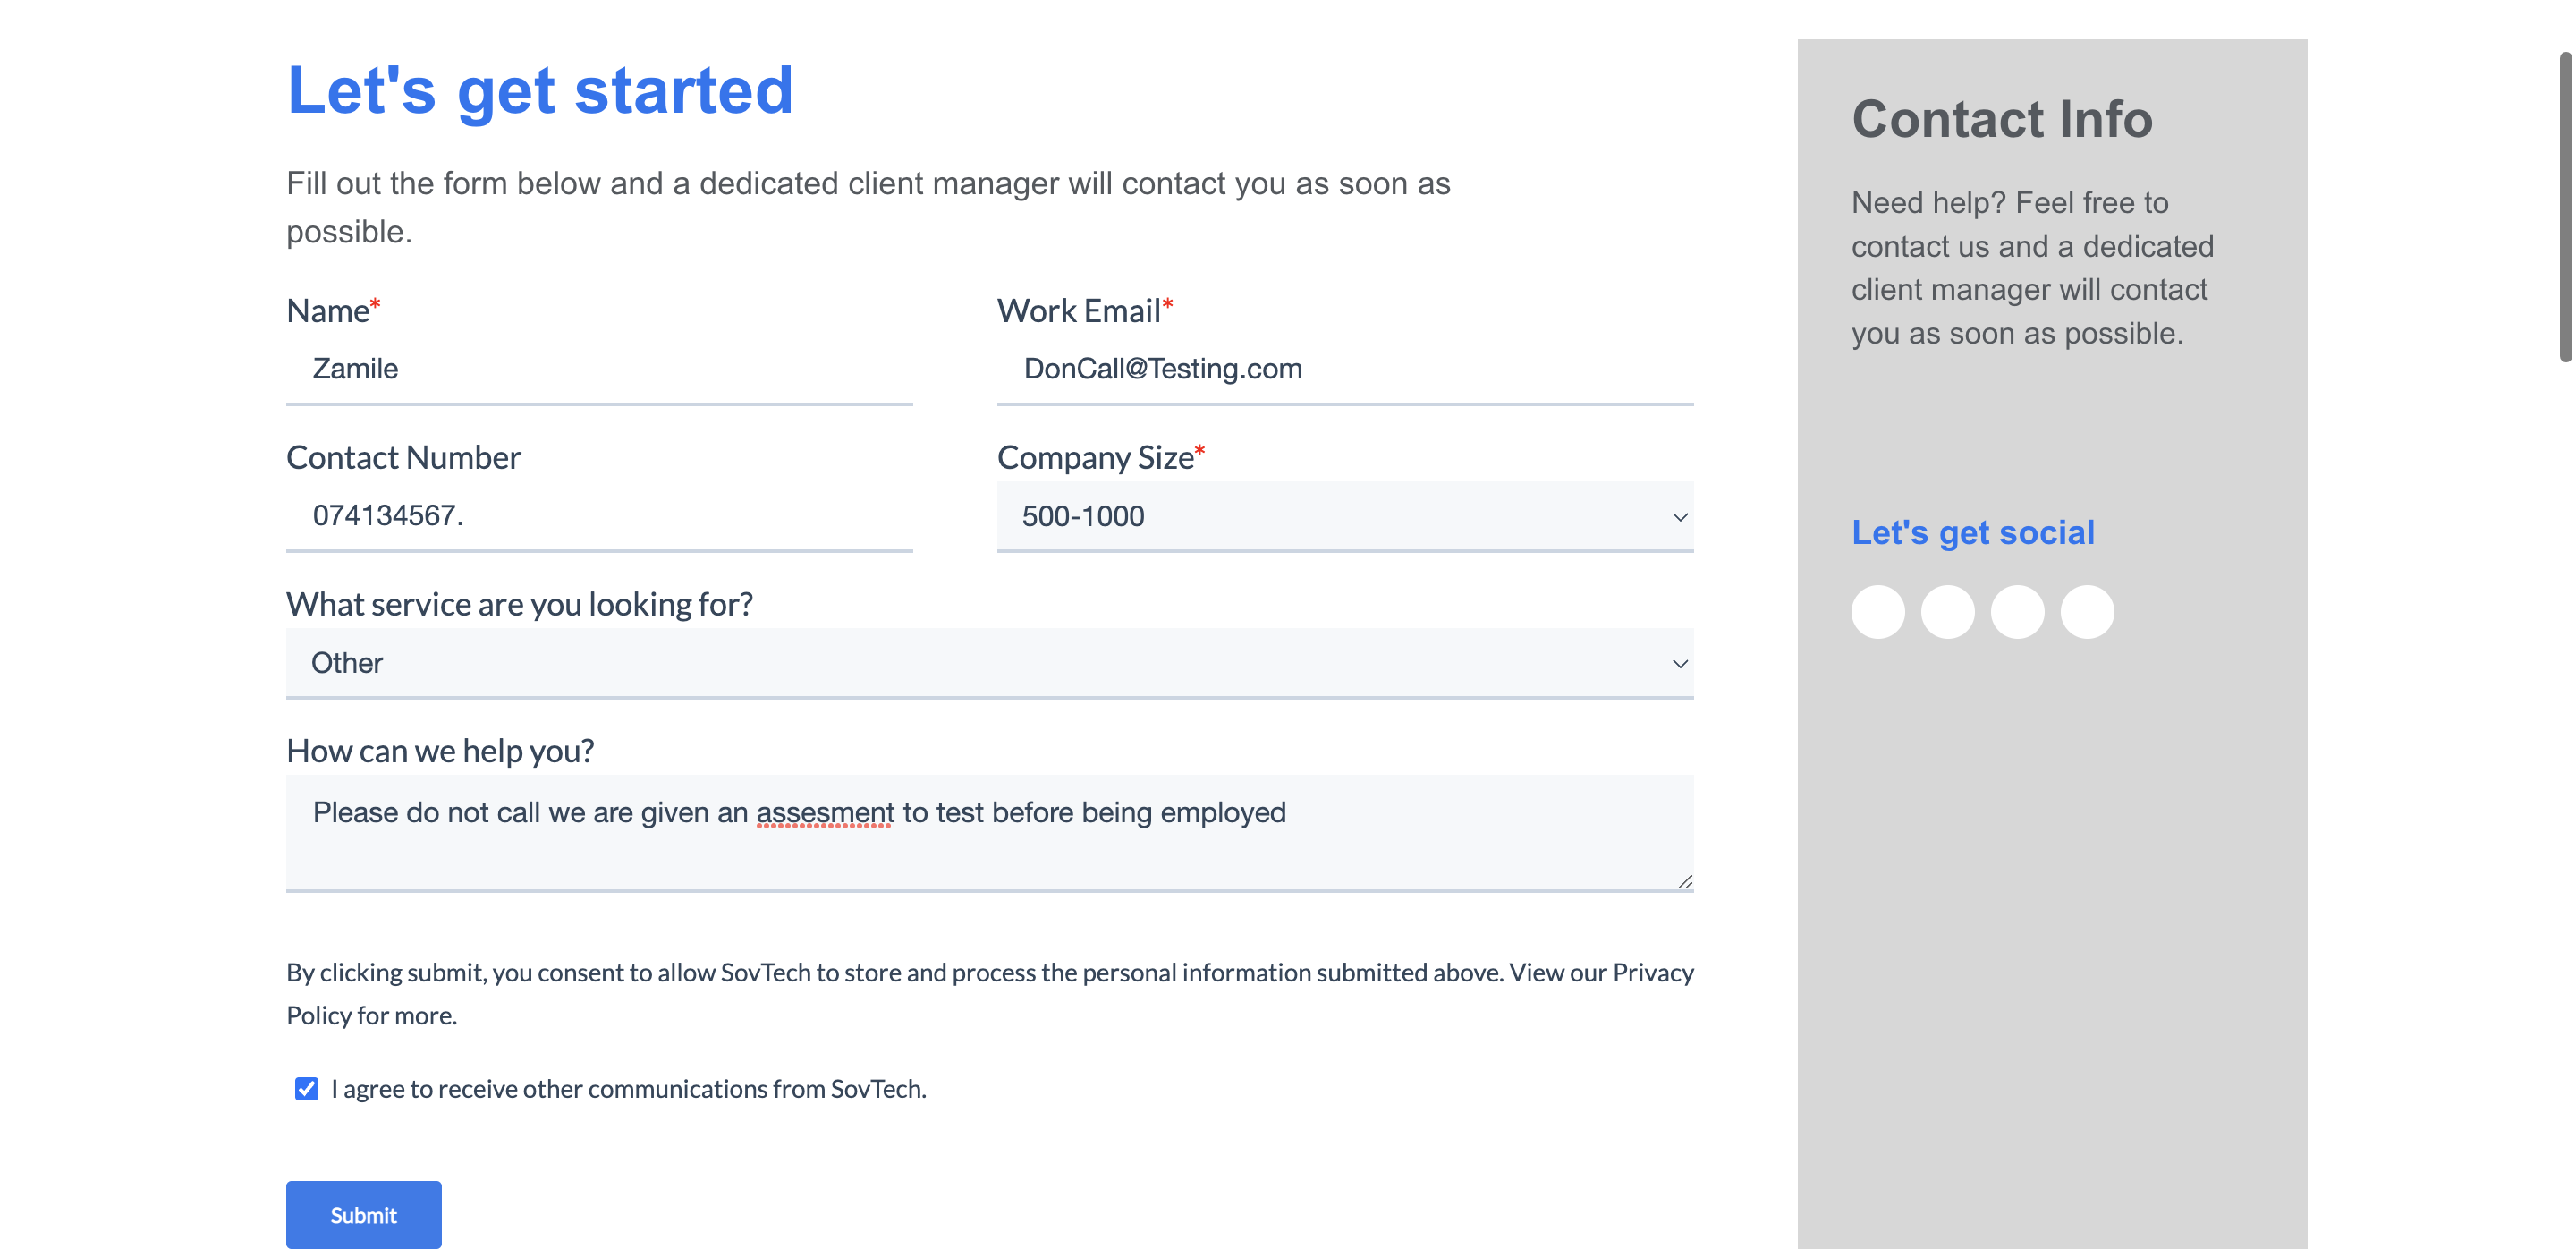 Let's get started
Fill out the form below and a dedicated client manager will contact you as soon as
possible.
Name*
Work Email*
Zamile
DonCall@Testing.com
Contact Number
Company Size*
074134567.
500-1000
What service are you looking for?
Other
How can we help you?
Please do not call we are given an assesment to test before being employed
By clicking submit, you consent to allow SovTech to store and process the personal information submitted above. View our Privacy
Policy for more.
I agree to receive other communications from SovTech.
Submit
Contact Info
Need help? Feel free to
contact us and a dedicated
client manager will contact
you as soon as possible.
Let's get social